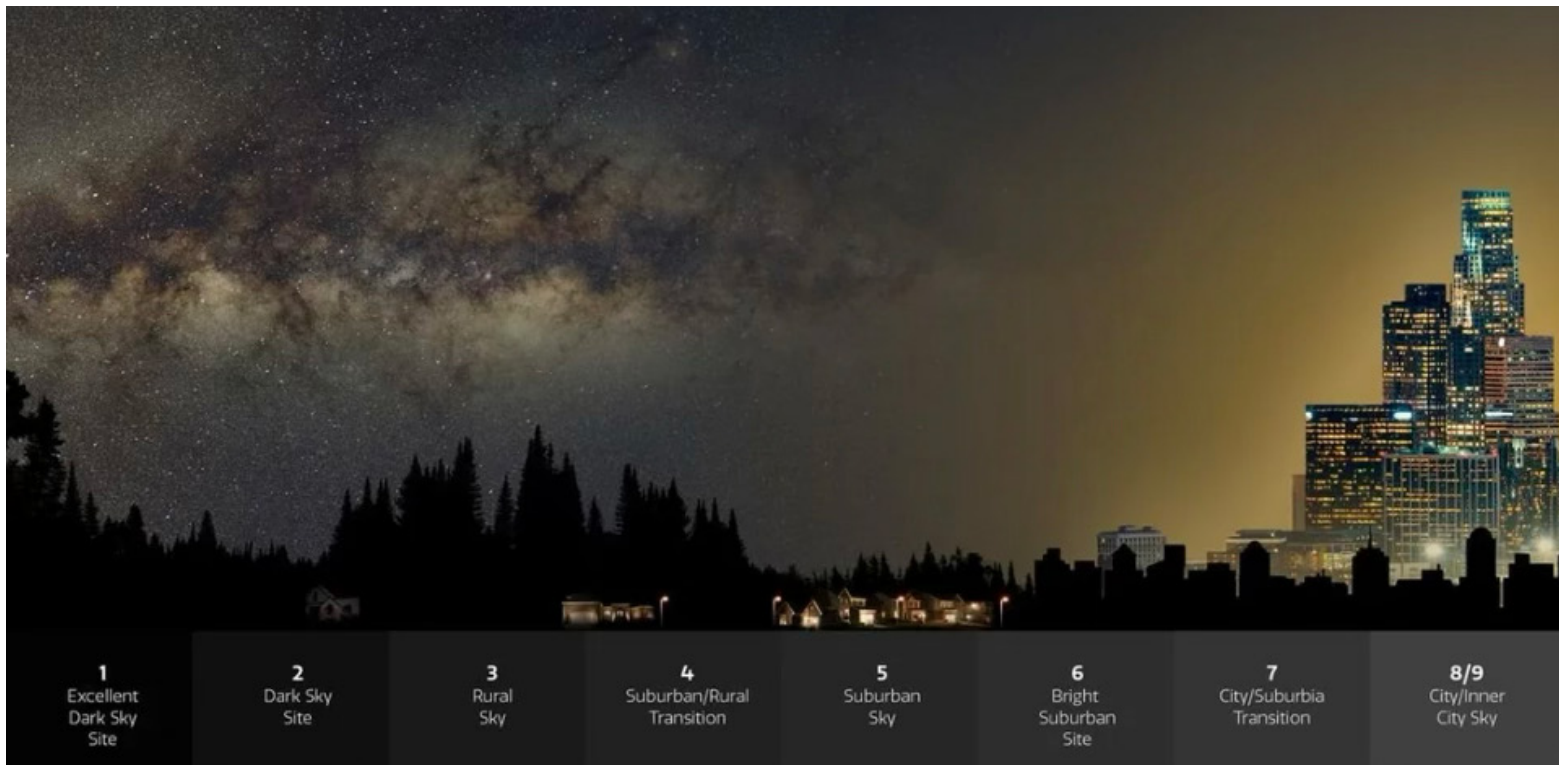 1
Excellent
Dark Sky
Site
2
Dark Sky
Site
3
Rural
Sky
4
Suburban/Rural
Transition
5
Suburban
Sky
6
Bright
Suburban
Site
7
City/Suburbia
Transition
8/9
City/Inner
City Sky